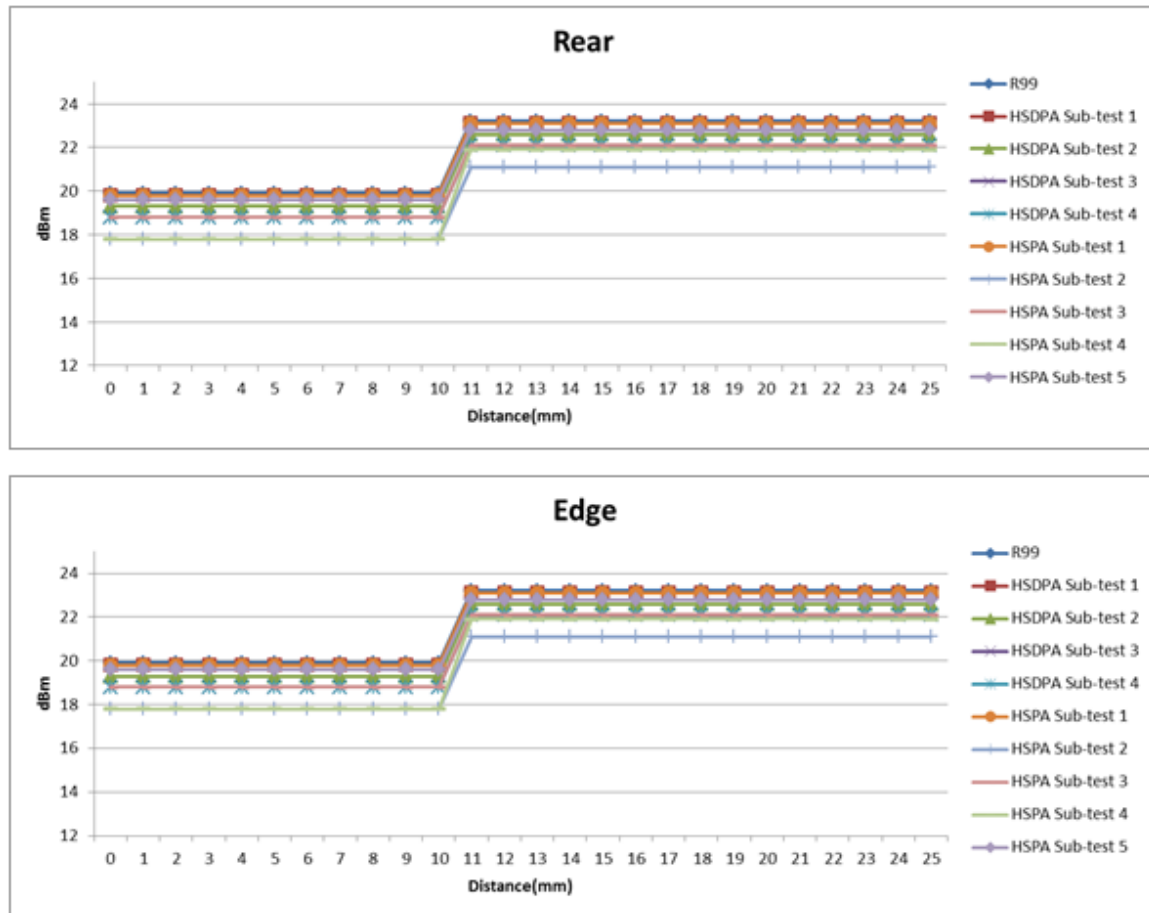 Rear
24
22
20
18
16
14
12
dBm
0 1 2 3 4 5 6 7 8 9 10 11 12 13 14 15 16 17 18 19 20 21 22 23 24 25
Distance(mm)
R99
HSDPA Sub-test 1
HSDPA Sub-test 2
HSDPA Sub-test 3
HSDPA Sub-test 4
HSPA Sub-test 1
HSPA Sub-test 2
HSPA Sub-test 3
HSPA Sub-test 4
HSPA Sub-test 5
Edge
24
22
20
18
16
14
12
dBm
0 1 2 3 4 5 6 7 8 9 10 11 12 13 14 15 16 17 18 19 20 21 22 23 24 25
Distance(mm)
R99
HSDPA Sub-test 1
HSDPA Sub-test 2
HSDPA Sub-test 3
HSDPA Sub-test 4
HSPA Sub-test 1
HSPA Sub-test 2
HSPA Sub-test 3
HSPA Sub-test 4
HSPA Sub-test 5